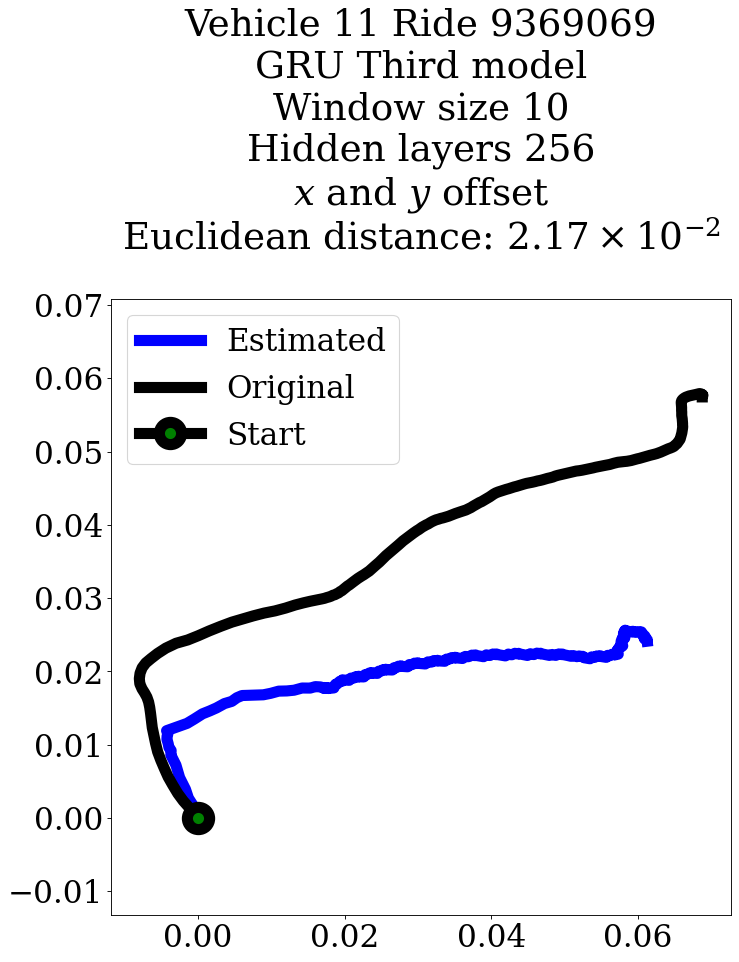 Vehicle 11 Ride 9369069
GRU Third model
Window size 10
Hidden layers 256
x and y offset
Euclidean distance: 2.17 × 10⁻²
0.07
0.06
0.05
0.04
0.03
0.02
0.01
0.00
−0.01
Estimated
Original
Start
0.00 0.02 0.04 0.06